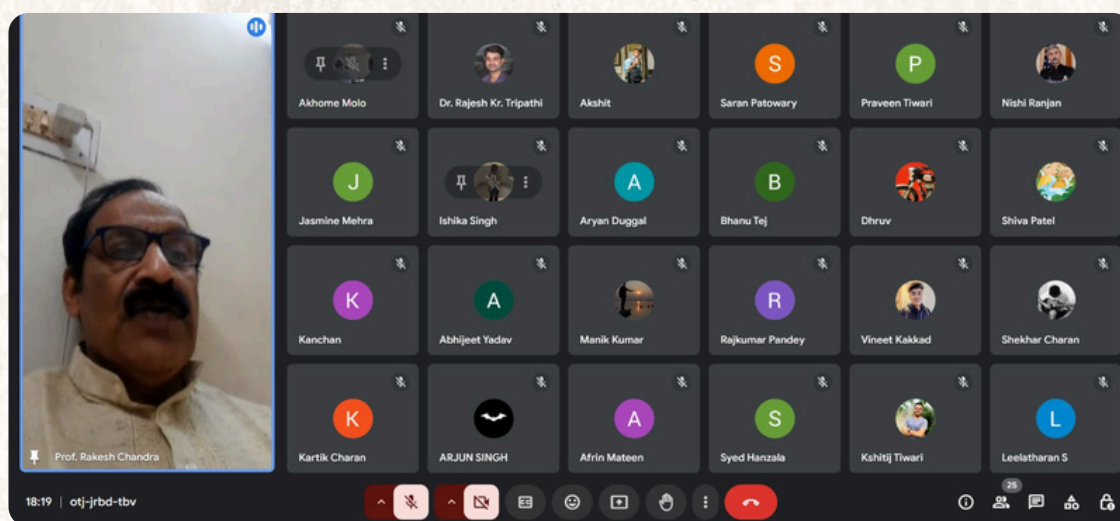 Akhome Molo
Dr. Rajesh Kr. Tripathi
Akshit
S
Saran Patowary
P
Praveen Tiwari
Nishi Ranjan
J
Jasmine Mehra
Ishika Singh
A
Aryan Duggal
B
Bhanu Tej
Dhruv
Shiva Patel
K
Kanchan
A
Abhijeet Yadav
Manik Kumar
R
Rajkumar Pandey
Vineet Kakkad
Shekhar Charan
Prof. Rakesh Chandra
K
Kartik Charan
ARJUN SINGH
A
Afrin Mateen
S
Syed Hanzala
Kshitij Tiwari
L
Leelatharan S
18:19 | otj-jrbd-tbv
25